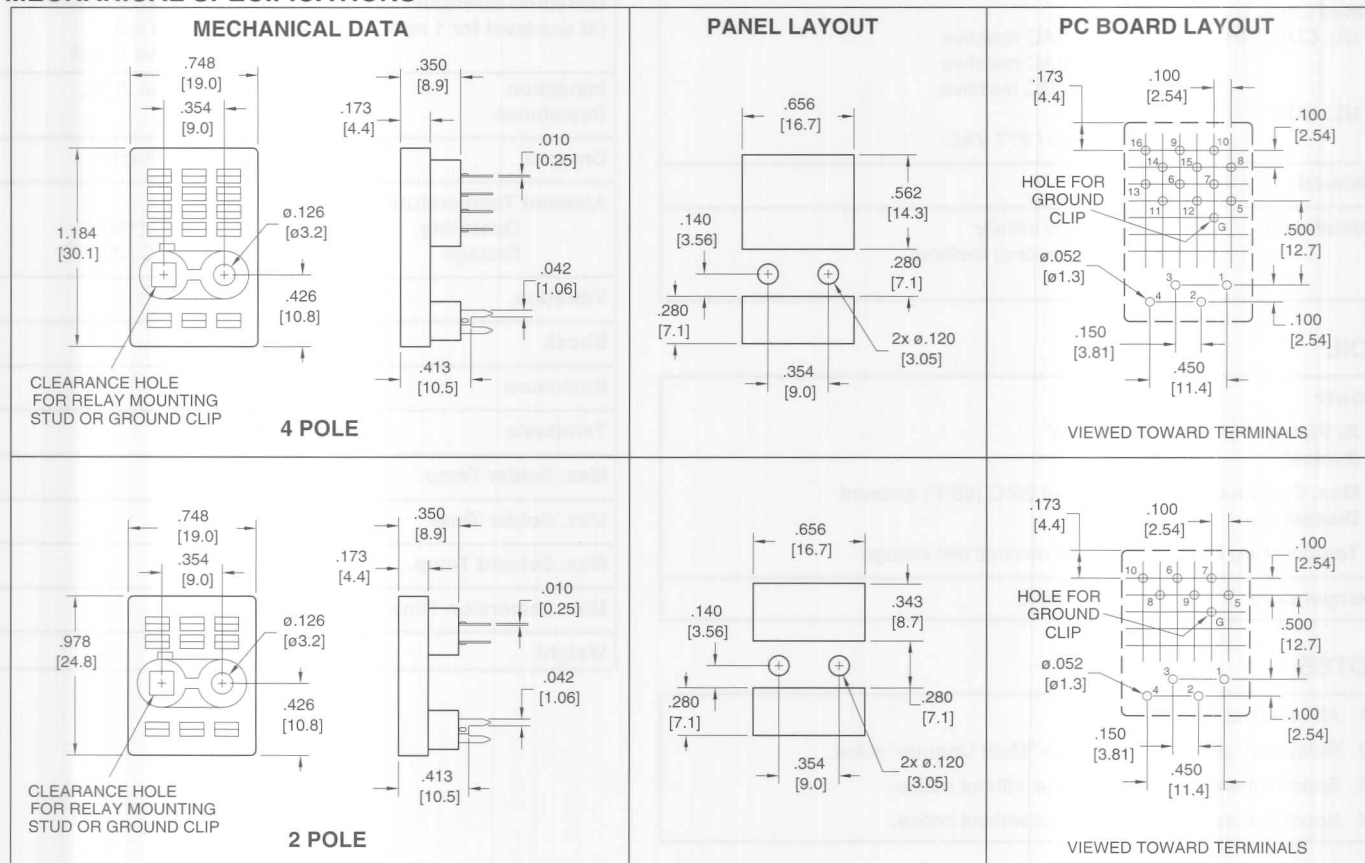 MECHANICAL DATA
.748
[19.0]
.354
[9.0]
1.184
[30.1]
ø.126
[ø3.2]
.426
[10.8]
CLEARANCE HOLE
FOR RELAY MOUNTING
STUD OR GROUND CLIP
4 POLE
.350
[8.9]
.173
[4.4]
.010
[0.25]
.042
[1.06]
.413
[10.5]
PANEL LAYOUT
.656
[16.7]
.562
[14.3]
.140
[3.56]
.280
[7.1]
.280
[7.1]
2x ø.120
[3.05]
.354
[9.0]
PC BOARD LAYOUT
.173
[4.4]
.100
[2.54]
.100
[2.54]
16 9 10
14 15 8
13 6 7
11 12 5
G
HOLE FOR
GROUND
CLIP
.500
[12.7]
ø.052
[ø1.3]
3 1
4 2
.100
[2.54]
.150
[3.81]
.450
[11.4]
VIEWED TOWARD TERMINALS
.748
[19.0]
.354
[9.0]
.978
[24.8]
ø.126
[ø3.2]
.426
[10.8]
CLEARANCE HOLE
FOR RELAY MOUNTING
STUD OR GROUND CLIP
2 POLE
.350
[8.9]
.173
[4.4]
.010
[0.25]
.042
[1.06]
.413
[10.5]
.656
[16.7]
.343
[8.7]
.140
[3.56]
.280
[7.1]
.280
[7.1]
2x ø.120
[3.05]
.354
[9.0]
.173
[4.4]
.100
[2.54]
.100
[2.54]
10 6 7
8 9 5
G
HOLE FOR
GROUND
CLIP
.500
[12.7]
ø.052
[ø1.3]
3 1
4 2
.100
[2.54]
.150
[3.81]
.450
[11.4]
VIEWED TOWARD TERMINALS